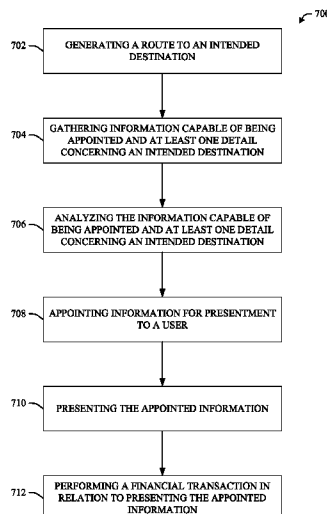 700
702
GENERATING A ROUTE TO AN INTENDED
DESTINATION
704
GATHERING INFORMATION CAPABLE OF BEING
APPOINTED AND AT LEAST ONE DETAIL
CONCERNING AN INTENDED DESTINATION
706
ANALYZING THE INFORMATION CAPABLE OF
BEING APPOINTED AND AT LEAST ONE DETAIL
CONCERNING AN INTENDED DESTINATION
708
APPOINTING INFORMATION FOR PRESENTMENT
TO A USER
710
PRESENTING THE APPOINTED INFORMATION
712
PERFORMING A FINANCIAL TRANSACTION IN
RELATION TO PRESENTING THE APPOINTED
INFORMATION